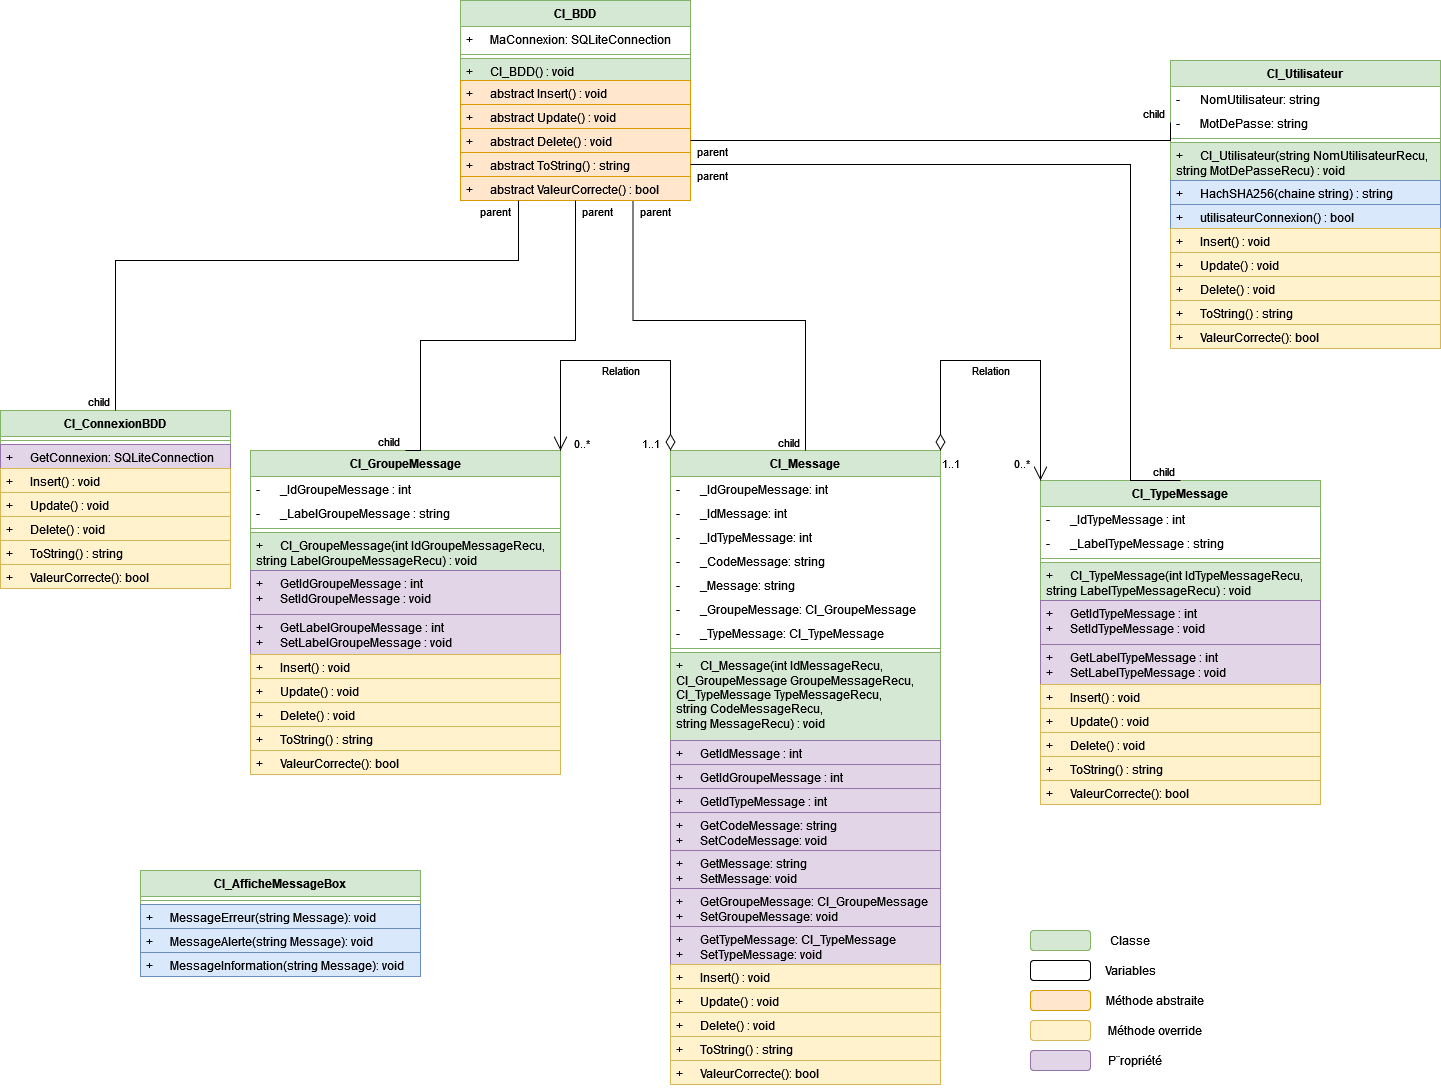 Cl_BDD
+ MaConnexion: SQLiteConnection
+ Cl_BDD() : void
+ abstract Insert() : void
+ abstract Update() : void
+ abstract Delete() : void
+ abstract ToString() : string
+ abstract ValeurCorrecte() : bool
parent
parent
parent
parent
parent
child
Cl_Utilisateur
- NomUtilisateur: string
- MotDePasse: string
+ Cl_Utilisateur(string NomUtilisateurRecu,
string MotDePasseRecu) : void
+ HachSHA256(chaine string) : string
+ utilisateurConnexion() : bool
+ Insert() : void
+ Update() : void
+ Delete() : void
+ ToString() : string
+ ValeurCorrecte(): bool
child
Cl_ConnexionBDD
+ GetConnexion: SQLiteConnection
+ Insert() : void
+ Update() : void
+ Delete() : void
+ ToString() : string
+ ValeurCorrecte(): bool
Relation
child
0..*
1..1
child
Cl_GroupeMessage
- _IdGroupeMessage : int
- _LabelGroupeMessage : string
+ Cl_GroupeMessage(int IdGroupeMessageRecu,
string LabelGroupeMessageRecu) : void
+ GetIdGroupeMessage : int
+ SetIdGroupeMessage : void
+ GetLabelGroupeMessage : int
+ SetLabelGroupeMessage : void
+ Insert() : void
+ Update() : void
+ Delete() : void
+ ToString() : string
+ ValeurCorrecte(): bool
Cl_Message
- _IdGroupeMessage: int
- _IdMessage: int
- _IdTypeMessage: int
- _CodeMessage: string
- _Message: string
- _GroupeMessage: Cl_GroupeMessage
- _TypeMessage: Cl_TypeMessage
+ Cl_Message(int IdMessageRecu,
Cl_GroupeMessage GroupeMessageRecu,
Cl_TypeMessage TypeMessageRecu,
string CodeMessageRecu,
string MessageRecu) : void
+ GetIdMessage : int
+ GetIdGroupeMessage : int
+ GetIdTypeMessage : int
+ GetCodeMessage: string
+ SetCodeMessage: void
+ GetMessage: string
+ SetMessage: void
+ GetGroupeMessage: Cl_GroupeMessage
+ SetGroupeMessage: void
+ GetTypeMessage: Cl_TypeMessage
+ SetTypeMessage: void
+ Insert() : void
+ Update() : void
+ Delete() : void
+ ToString() : string
+ ValeurCorrecte(): bool
Relation
1..1
0..*
child
Cl_TypeMessage
- _IdTypeMessage : int
- _LabelTypeMessage : string
+ Cl_TypeMessage(int IdTypeMessageRecu,
string LabelTypeMessageRecu) : void
+ GetIdTypeMessage : int
+ SetIdTypeMessage : void
+ GetLabelTypeMessage : int
+ SetLabelTypeMessage : void
+ Insert() : void
+ Update() : void
+ Delete() : void
+ ToString() : string
+ ValeurCorrecte(): bool
Cl_AfficheMessageBox
+ MessageErreur(string Message): void
+ MessageAlerte(string Message): void
+ MessageInformation(string Message): void
Classe
Variables
Méthode abstraite
Méthode override
P¨ropriété